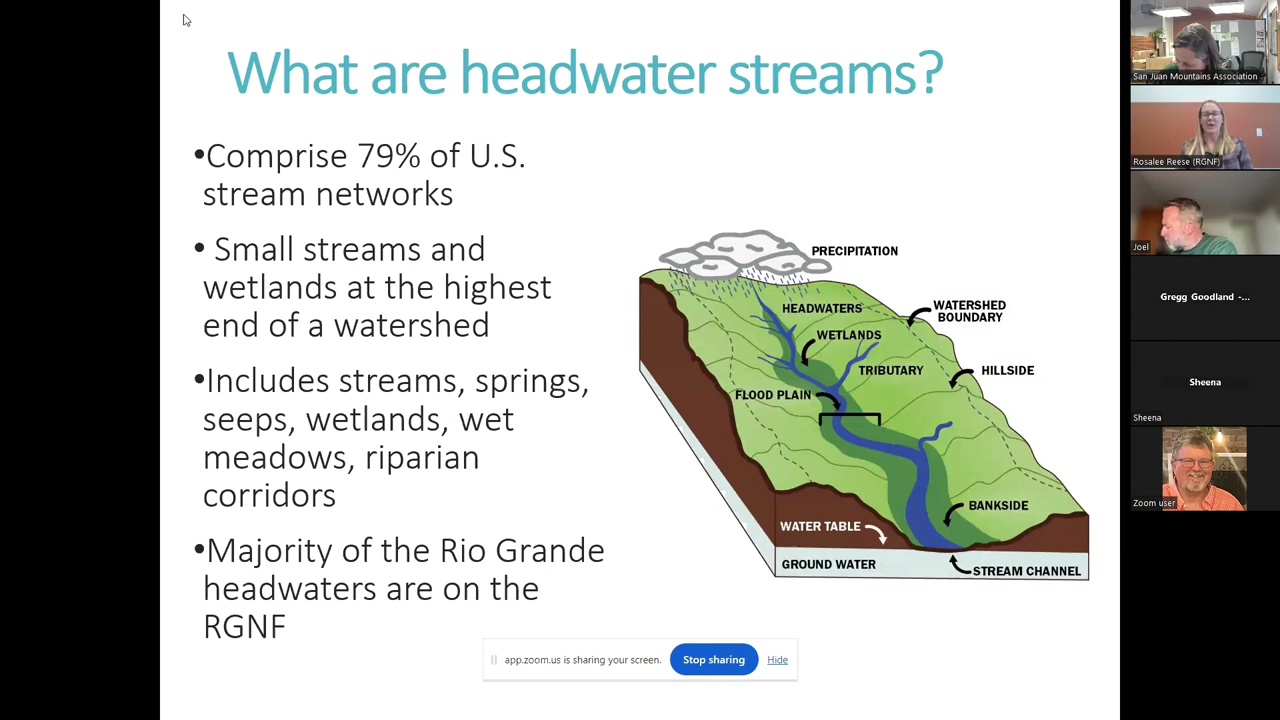 What are headwater streams?
•Comprise 79% of U.S.
stream networks
• Small streams and
wetlands at the highest
end of a watershed
•Includes streams, springs,
seeps, wetlands, wet
meadows, riparian
corridors
•Majority of the Rio Grande
headwaters are on the
RGNF
PRECIPITATION
HEADWATERS
WATERSHED
BOUNDARY
WETLANDS
TRIBUTARY
HILLSIDE
FLOOD PLAIN
BANKSIDE
WATER TABLE
GROUND WATER
STREAM CHANNEL
app.zoom.us is sharing your screen.
Stop sharing
Hide
San Juan Mountains Association
Rosalee Reese (RGNF)
Joel
Gregg Goodland -...
Sheena
Sheena
Zoom user